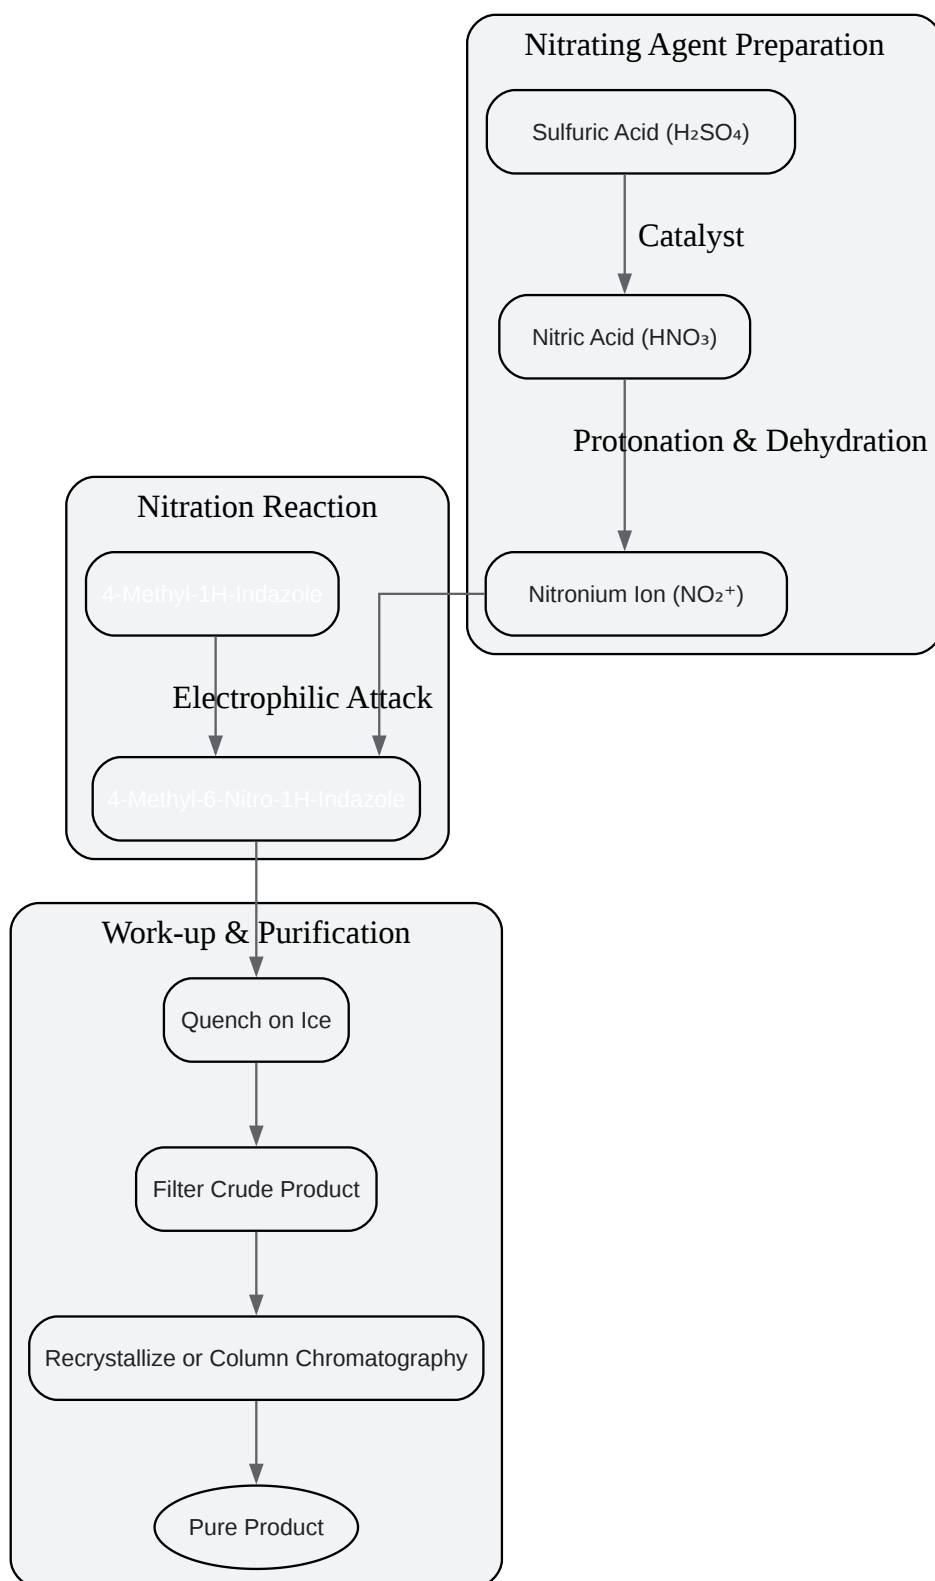 Nitrating Agent Preparation
Sulfuric Acid (H₂SO₄)
Catalyst
Nitric Acid (HNO₃)
Protonation & Dehydration
Nitronium Ion (NO₂⁺)
Nitration Reaction
4-Methyl-1H-Indazole
Electrophilic Attack
4-Methyl-6-Nitro-1H-Indazole
Work-up & Purification
Quench on Ice
Filter Crude Product
Recrystallize or Column Chromatography
Pure Product